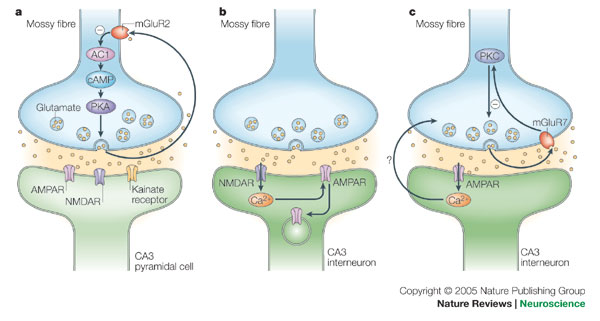 a
Mossy fibre
mGluR2
−
AC1
cAMP
PKA
Glutamate
AMPAR
NMDAR
Kainate
receptor
CA3
pyramidal cell
b
Mossy fibre
NMDAR
AMPAR
Ca2+
CA3
interneuron
c
Mossy fibre
PKC
−
mGluR7
?
AMPAR
Ca2+
CA3
interneuron
Copyright © 2005 Nature Publishing Group
Nature Reviews | Neuroscience